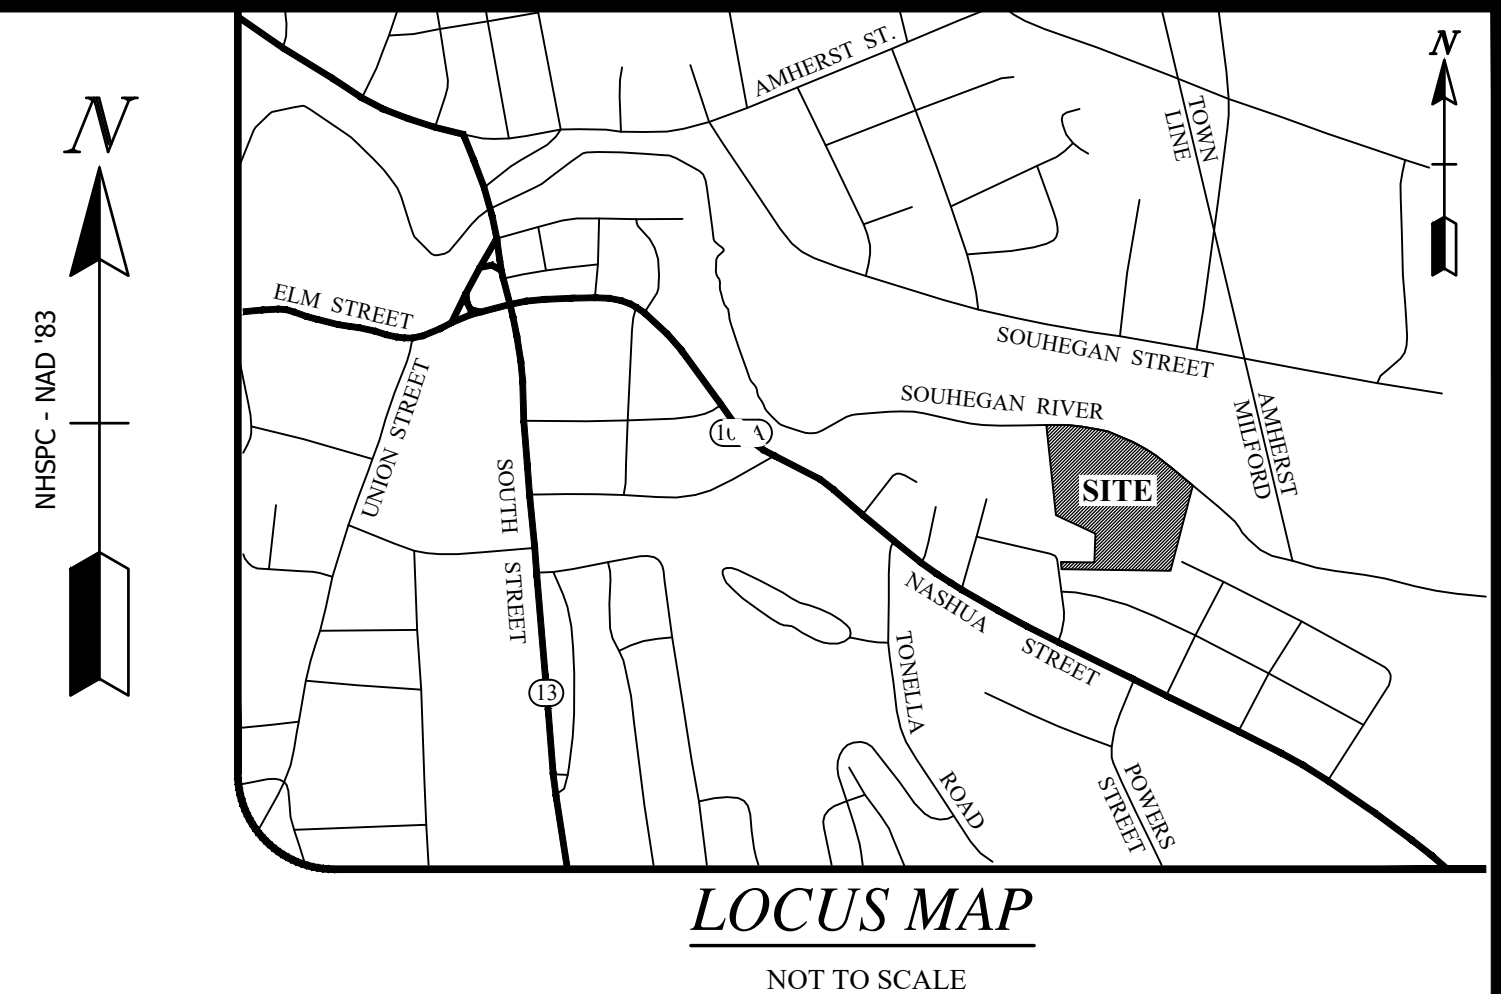 N
N
AMHERST ST.
TOWN
LINE
ELM STREET
NHSPC - NAD '83
SOUHEGAN STREET
UNION STREET
SOUHEGAN RIVER
AMHERST
MILFORD
SITE
SOUTH STREET
NASHUA STREET
TONELLA ROAD
13
POWERS
STREET
LOCUS MAP
NOT TO SCALE